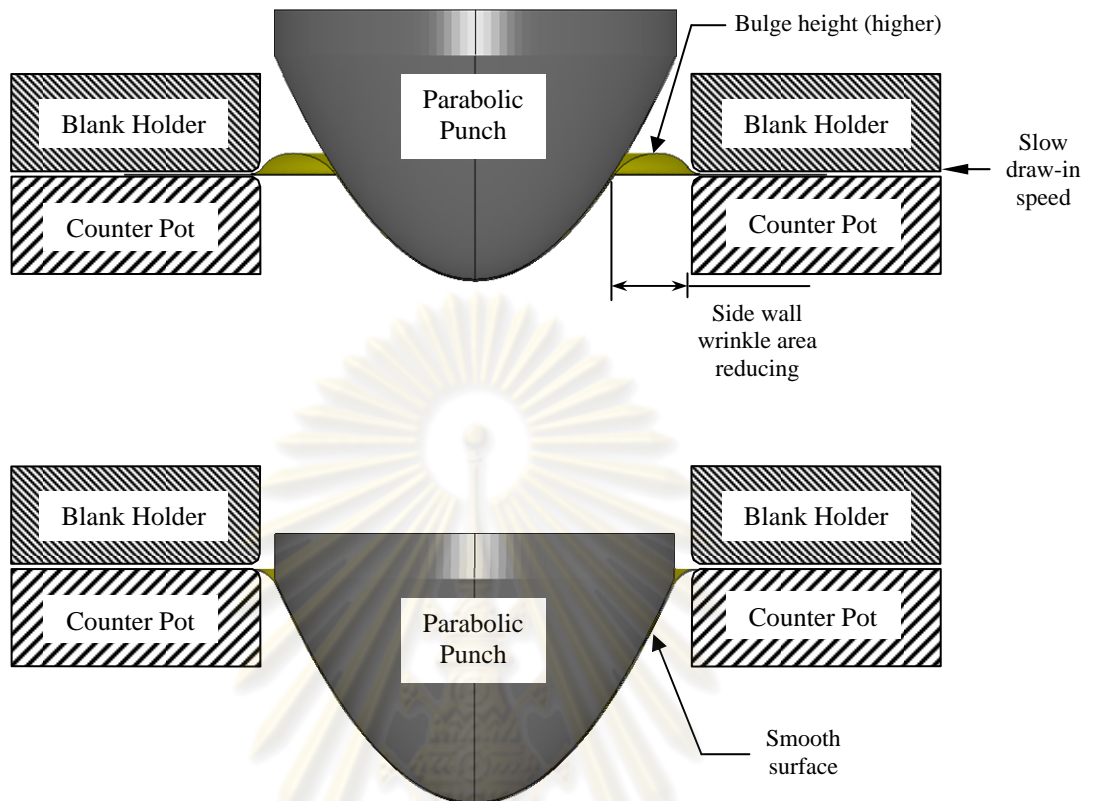 Bulge height (higher)
Parabolic
Punch
Blank Holder
Blank Holder
Slow
draw-in
speed
Counter Pot
Counter Pot
Side wall
wrinkle area
reducing
Blank Holder
Blank Holder
Counter Pot
Parabolic
Punch
Counter Pot
Smooth
surface